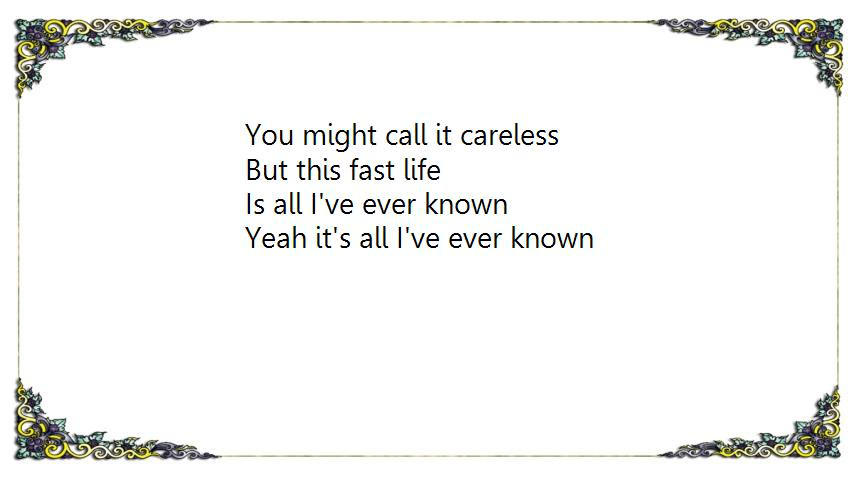 You might call it careless
But this fast life
Is all I've ever known
Yeah it's all I've ever known